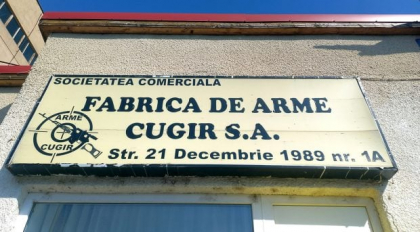 SOCIETATEA COMERCIALA
FABRICA DE ARME
CUGIR S.A.
ARME
CUGIR
Str. 21 Decembrie 1989 nr. 1A